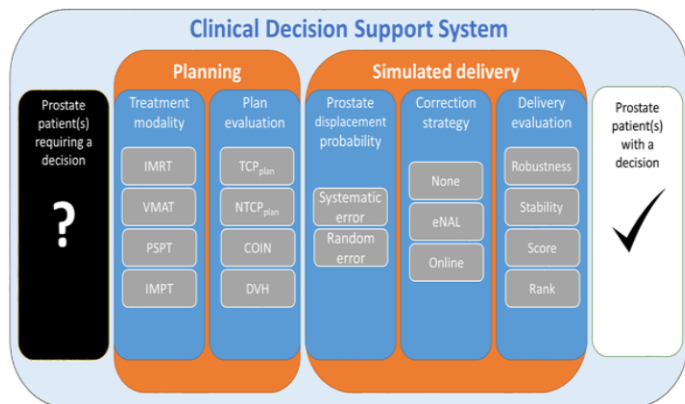 Clinical Decision Support System
Planning
Simulated delivery
Prostate
patient(s)
requiring a
decision
?
Treatment
modality
IMRT
VMAT
PSPT
IMPT
Plan
evaluation
TCPplan
NTCPplan
COIN
DVH
Prostate
displacement
probability
Systematic
error
Random
error
Correction
strategy
None
eNAL
Online
Delivery
evaluation
Robustness
Stability
Score
Rank
Prostate
patient(s)
with a
decision